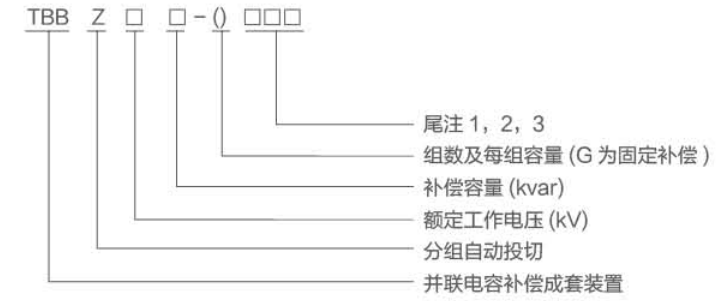 TBB Z □ □-() □□□
尾注 1，2，3
组数及每组容量 (G 为固定补偿 )
补偿容量 (kvar)
额定工作电压 (kV)
分组自动投切
并联电容补偿成套装置